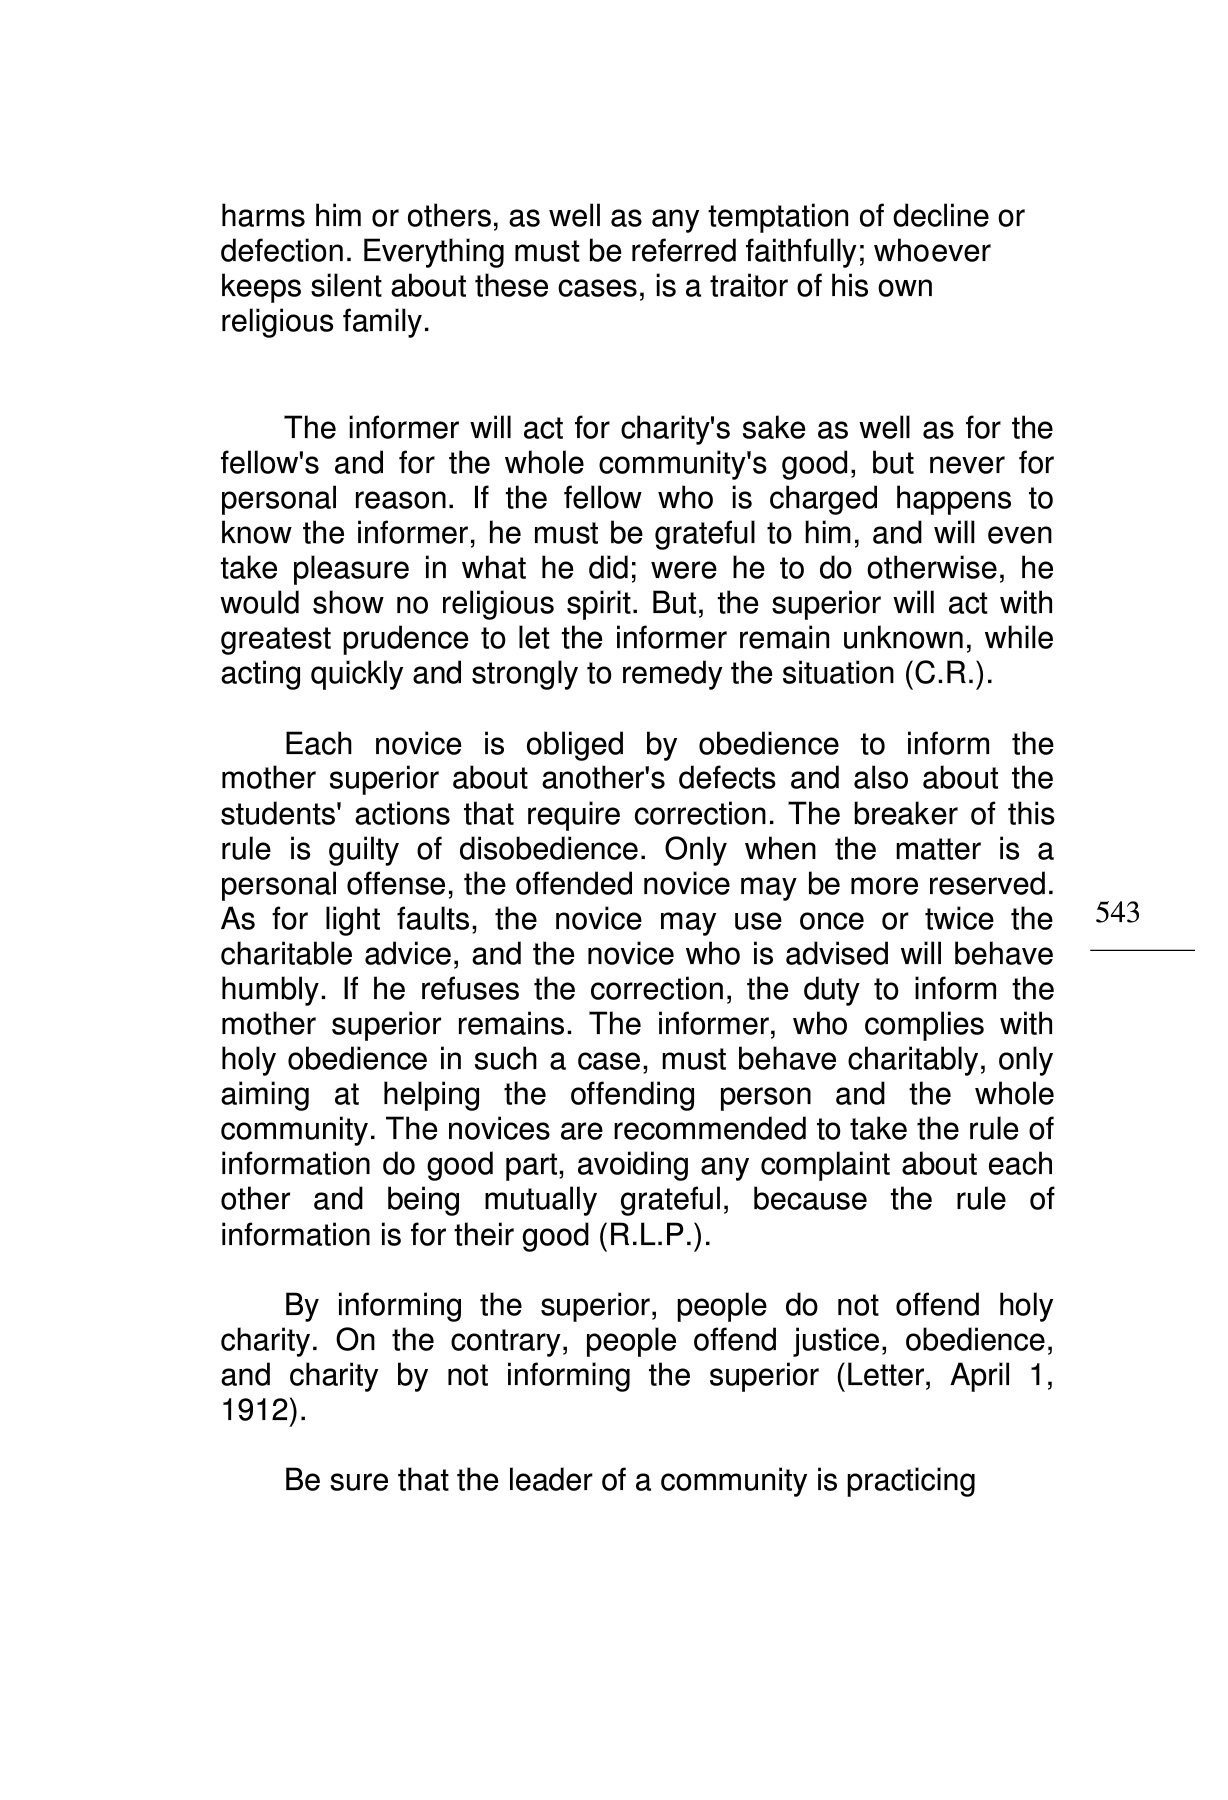 harms him or others, as well as any temptation of decline or
defection. Everything must be referred faithfully; whoever
keeps silent about these cases, is a traitor of his own
religious family.
The informer will act for charity's sake as well as for the
fellow's and for the whole community's good, but never for
personal reason. If the fellow who is charged happens to
know the informer, he must be grateful to him, and will even
take pleasure in what he did; were he to do otherwise, he
would show no religious spirit. But, the superior will act with
greatest prudence to let the informer remain unknown, while
acting quickly and strongly to remedy the situation (C.R.).
Each novice is obliged by obedience to inform the
mother superior about another's defects and also about the
students' actions that require correction. The breaker of this
rule is guilty of disobedience. Only when the matter is a
personal offense, the offended novice may be more reserved.
As for light faults, the novice may use once or twice the
charitable advice, and the novice who is advised will behave
humbly. If he refuses the correction, the duty to inform the
mother superior remains. The informer, who complies with
holy obedience in such a case, must behave charitably, only
aiming at helping the offending person and the whole
community. The novices are recommended to take the rule of
information do good part, avoiding any complaint about each
other and being mutually grateful, because the rule of
information is for their good (R.L.P.).
By informing the superior, people do not offend holy
charity. On the contrary, people offend justice, obedience,
and charity by not informing the superior (Letter, April 1,
1912).
Be sure that the leader of a community is practicing
543